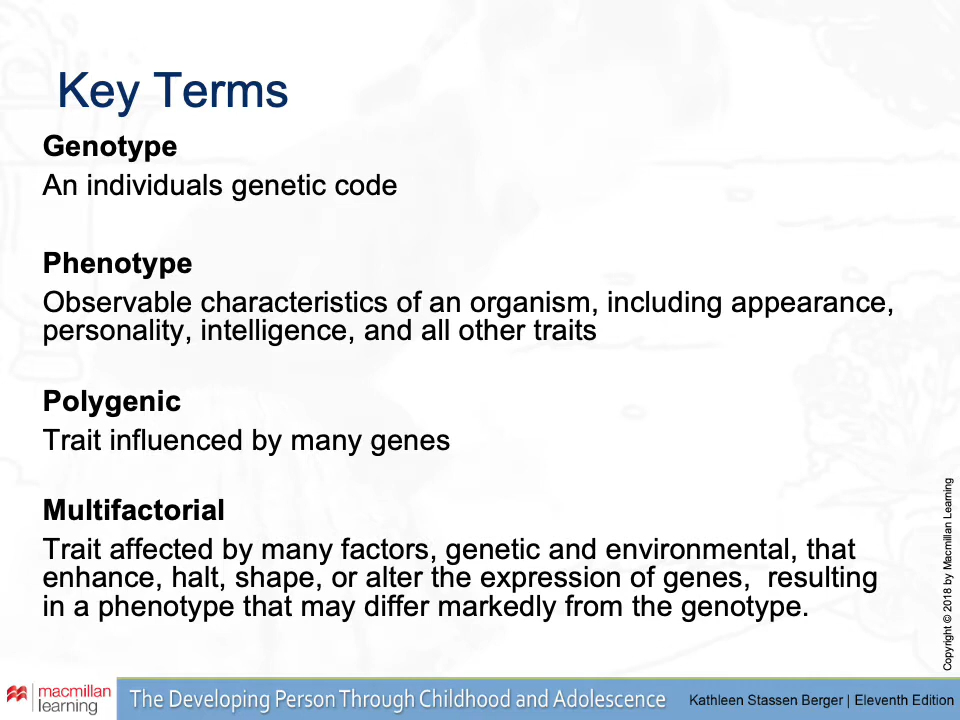 Key Terms
Genotype
An individuals genetic code
Phenotype
Observable characteristics of an organism, including appearance,
personality, intelligence, and all other traits
Polygenic
Trait influenced by many genes
Multifactorial
Trait affected by many factors, genetic and environmental, that
enhance, halt, shape, or alter the expression of genes,  resulting
in a phenotype that may differ markedly from the genotype.
Copyright © 2018 by Macmillan Learning
macmillan
learning
The Developing Person Through Childhood and Adolescence
Kathleen Stassen Berger | Eleventh Edition